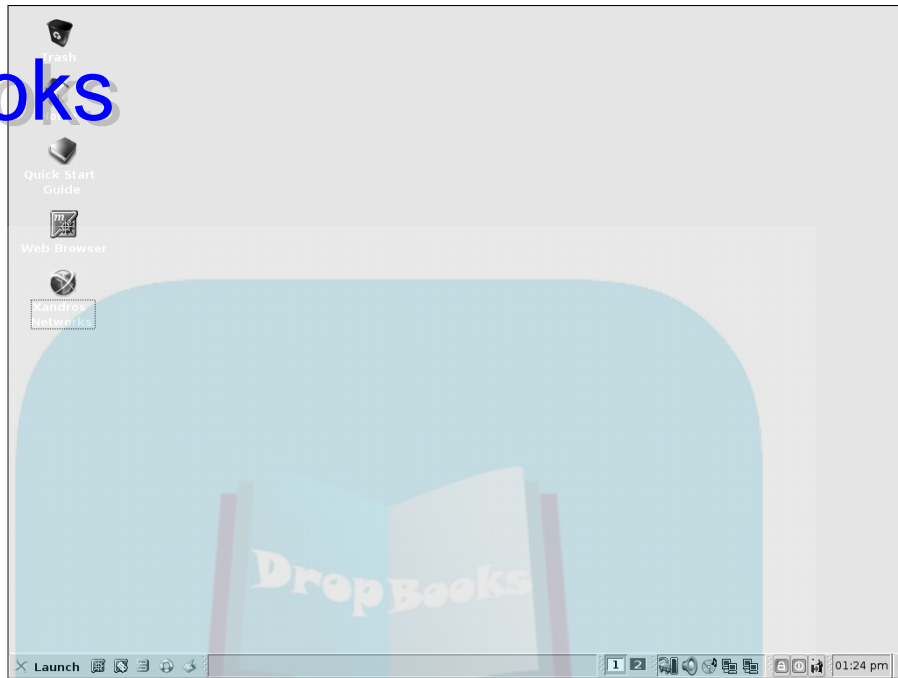 Trash
oks
Quick Start
Guide
Web Browser
Xandros
Networks
DropBooks
Launch
1 2
01:24 pm